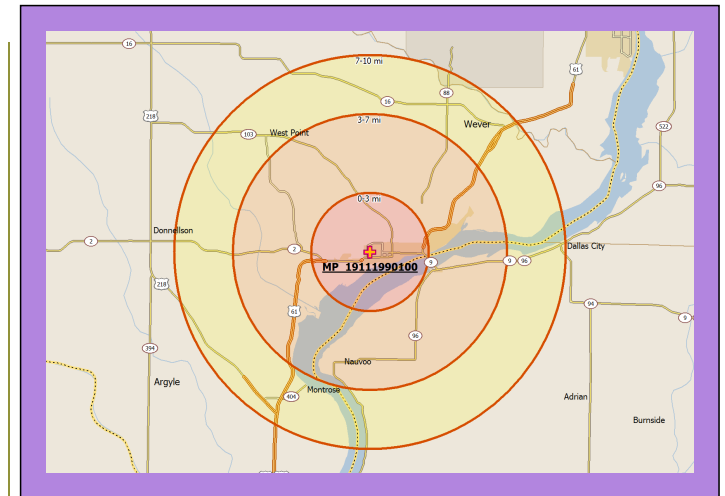 16
7-10 mi
61
88
16
218
3-7 mi
Wever
522
103
West Point
96
0-3 mi
Donnellson
2
2
Dallas City
MP_19111990100
9
9
96
218
61
94
9
96
394
Nauvoo
Argyle
Montrose
404
Adrian
Burnside